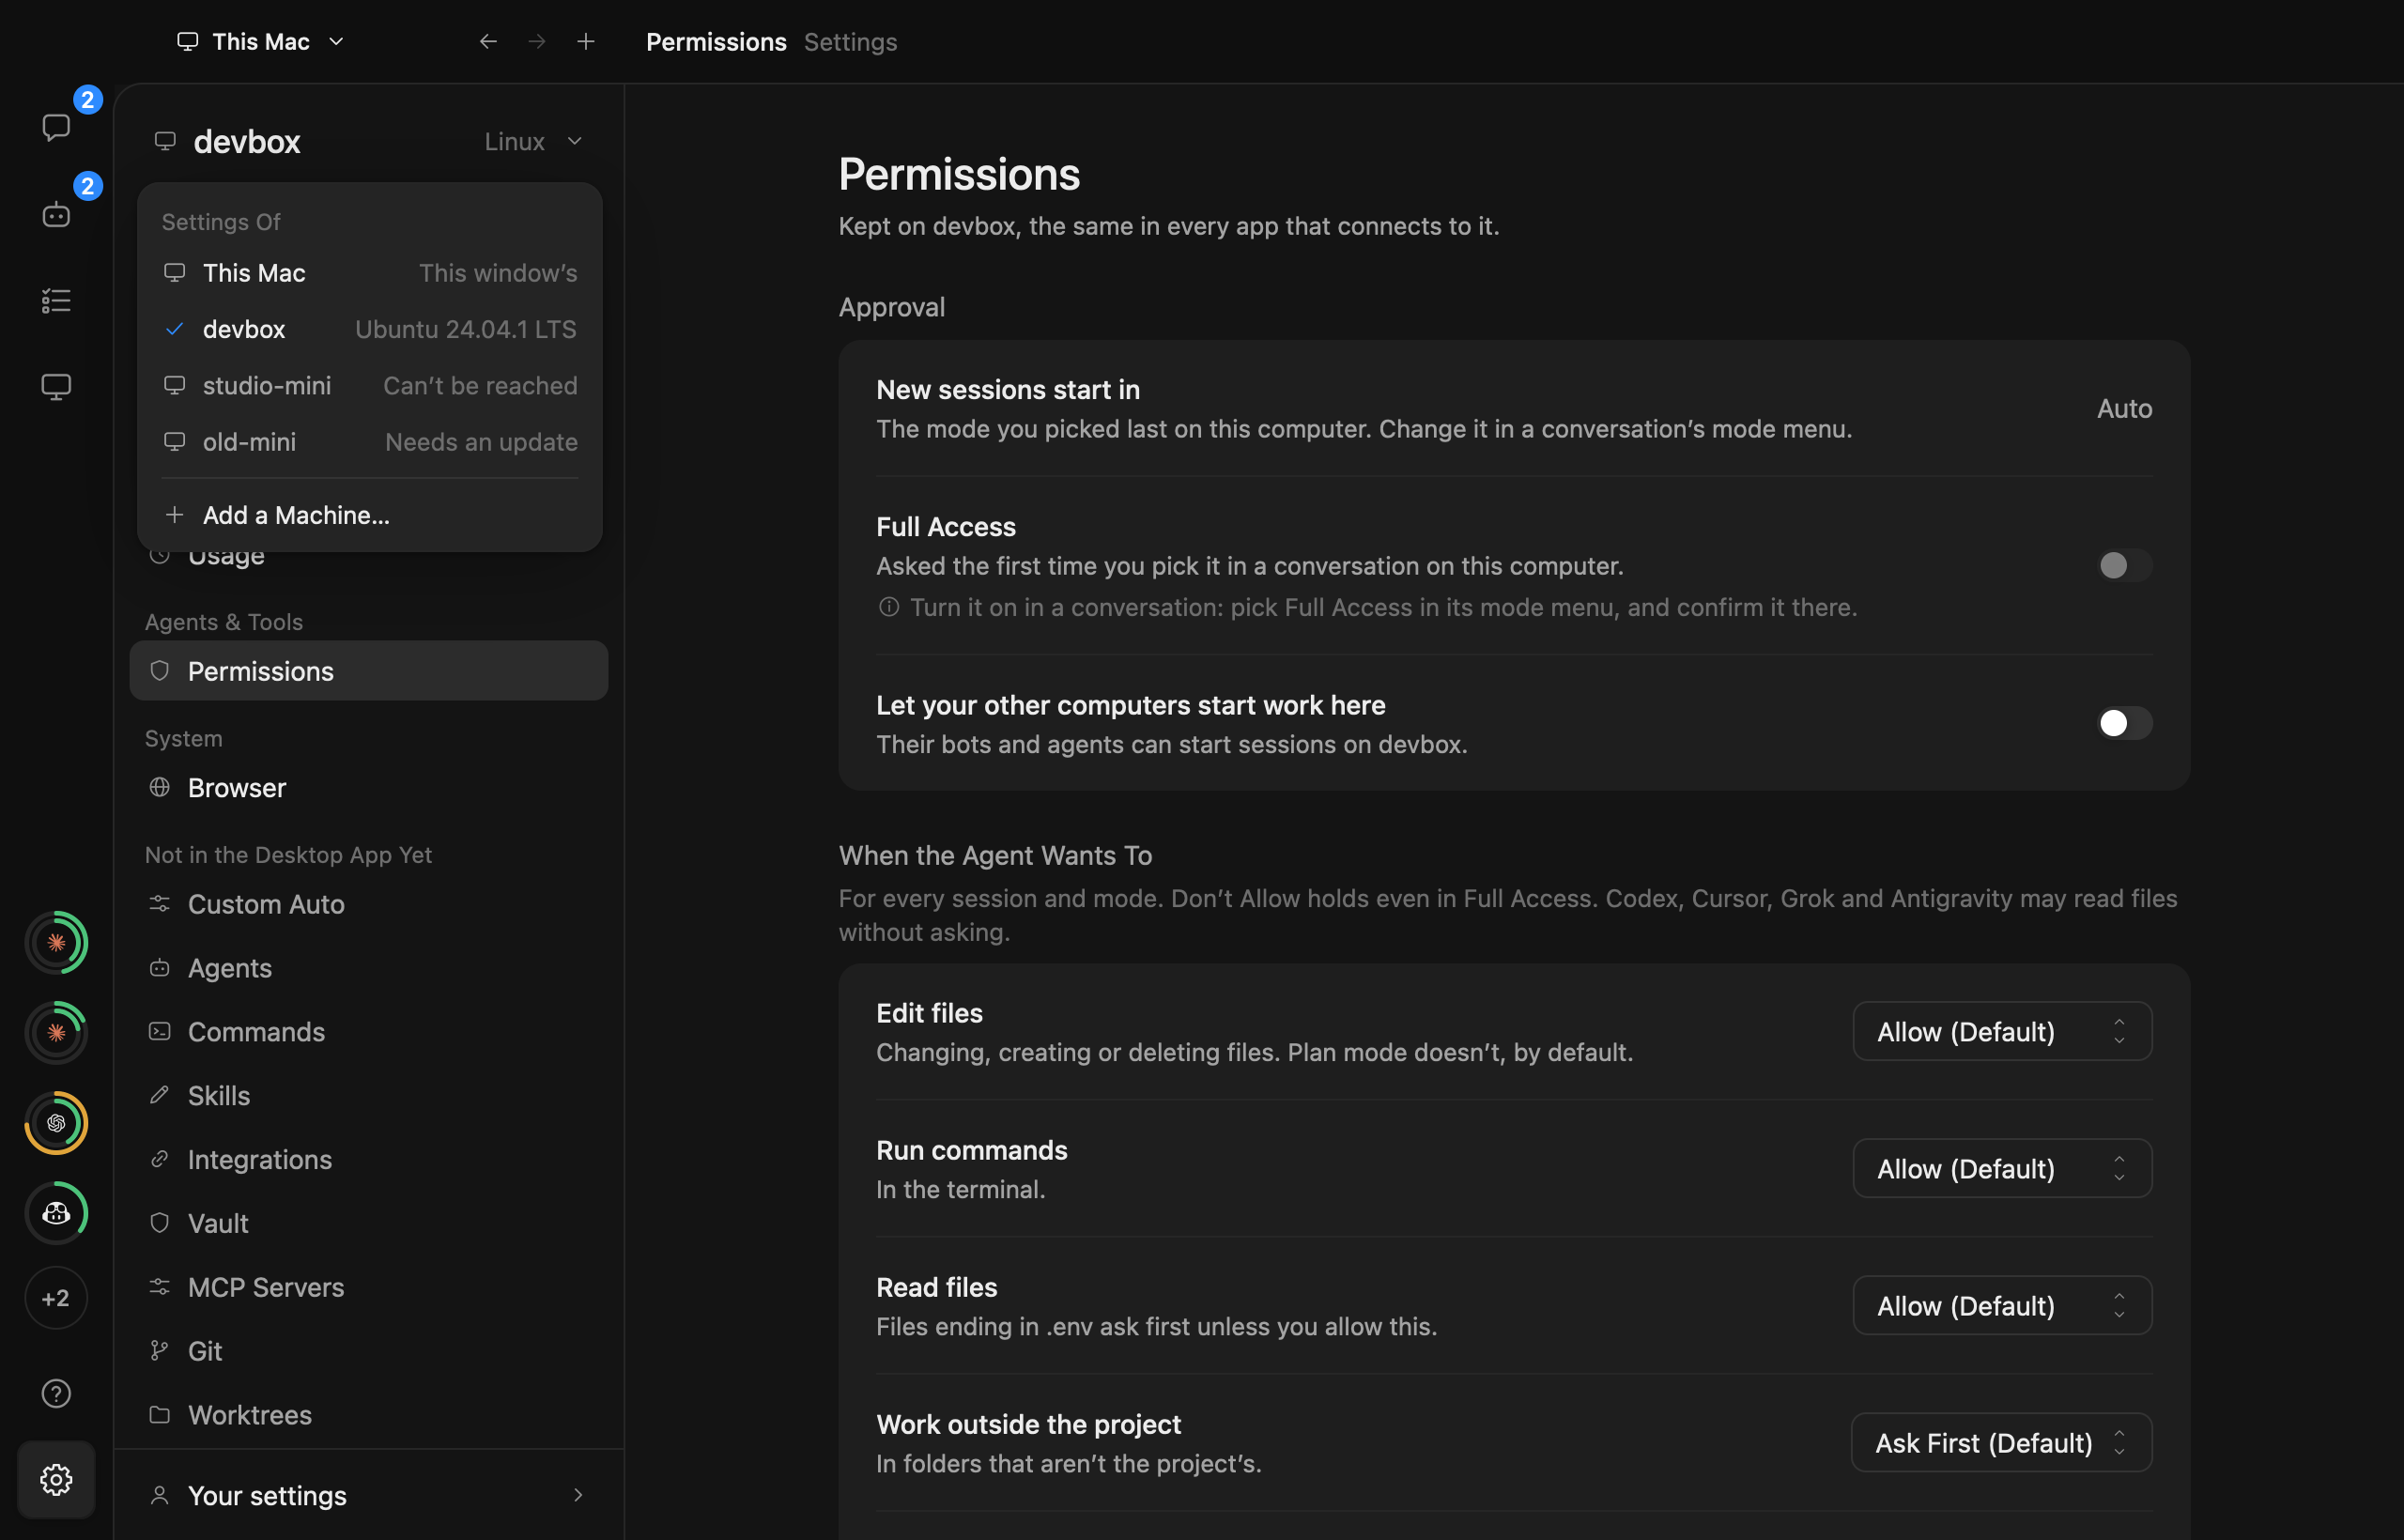 This Mac
Permissions Settings
2
2
devbox Linux
Settings Of
This Mac This window’s
devbox Ubuntu 24.04.1 LTS
studio-mini Can’t be reached
old-mini Needs an update
Add a Machine...
Usage
Agents & Tools
Permissions
System
Browser
Not in the Desktop App Yet
Custom Auto
Agents
Commands
Skills
Integrations
Vault
MCP Servers
Git
Worktrees
Your settings
+2
Permissions
Kept on devbox, the same in every app that connects to it.
Approval
New sessions start in
The mode you picked last on this computer. Change it in a conversation’s mode menu.
Auto
Full Access
Asked the first time you pick it in a conversation on this computer.
Turn it on in a conversation: pick Full Access in its mode menu, and confirm it there.
Let your other computers start work here
Their bots and agents can start sessions on devbox.
When the Agent Wants To
For every session and mode. Don’t Allow holds even in Full Access. Codex, Cursor, Grok and Antigravity may read files
without asking.
Edit files
Changing, creating or deleting files. Plan mode doesn’t, by default.
Allow (Default)
Run commands
In the terminal.
Allow (Default)
Read files
Files ending in .env ask first unless you allow this.
Allow (Default)
Work outside the project
In folders that aren’t the project’s.
Ask First (Default)